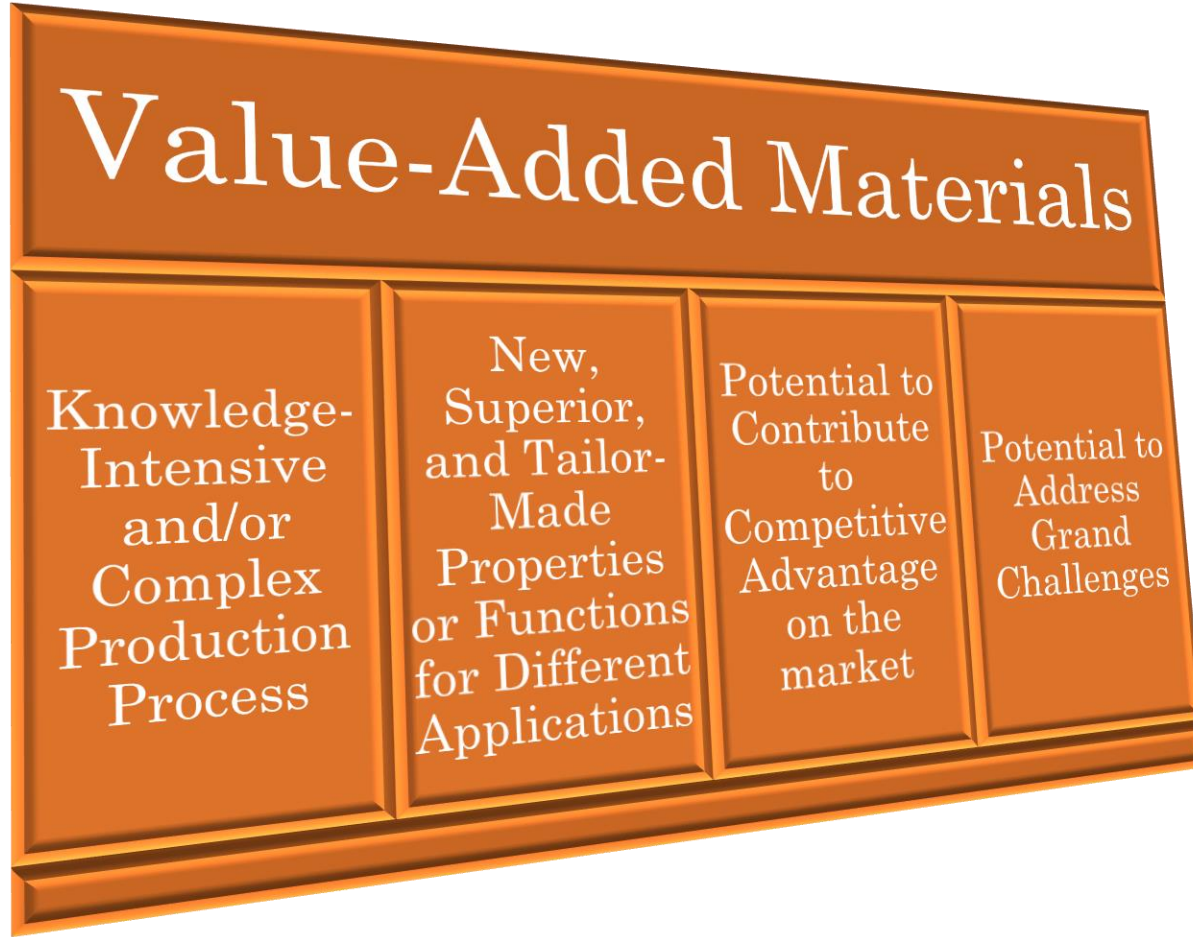 Value-Added Materials
Knowledge-
Intensive
and/or
Complex
Production
Process
New,
Superior,
and Tailor-
Made
Properties
or Functions
for Different
Applications
Potential to
Contribute
to
Competitive
Advantage
on the
market
Potential to
Address
Grand
Challenges